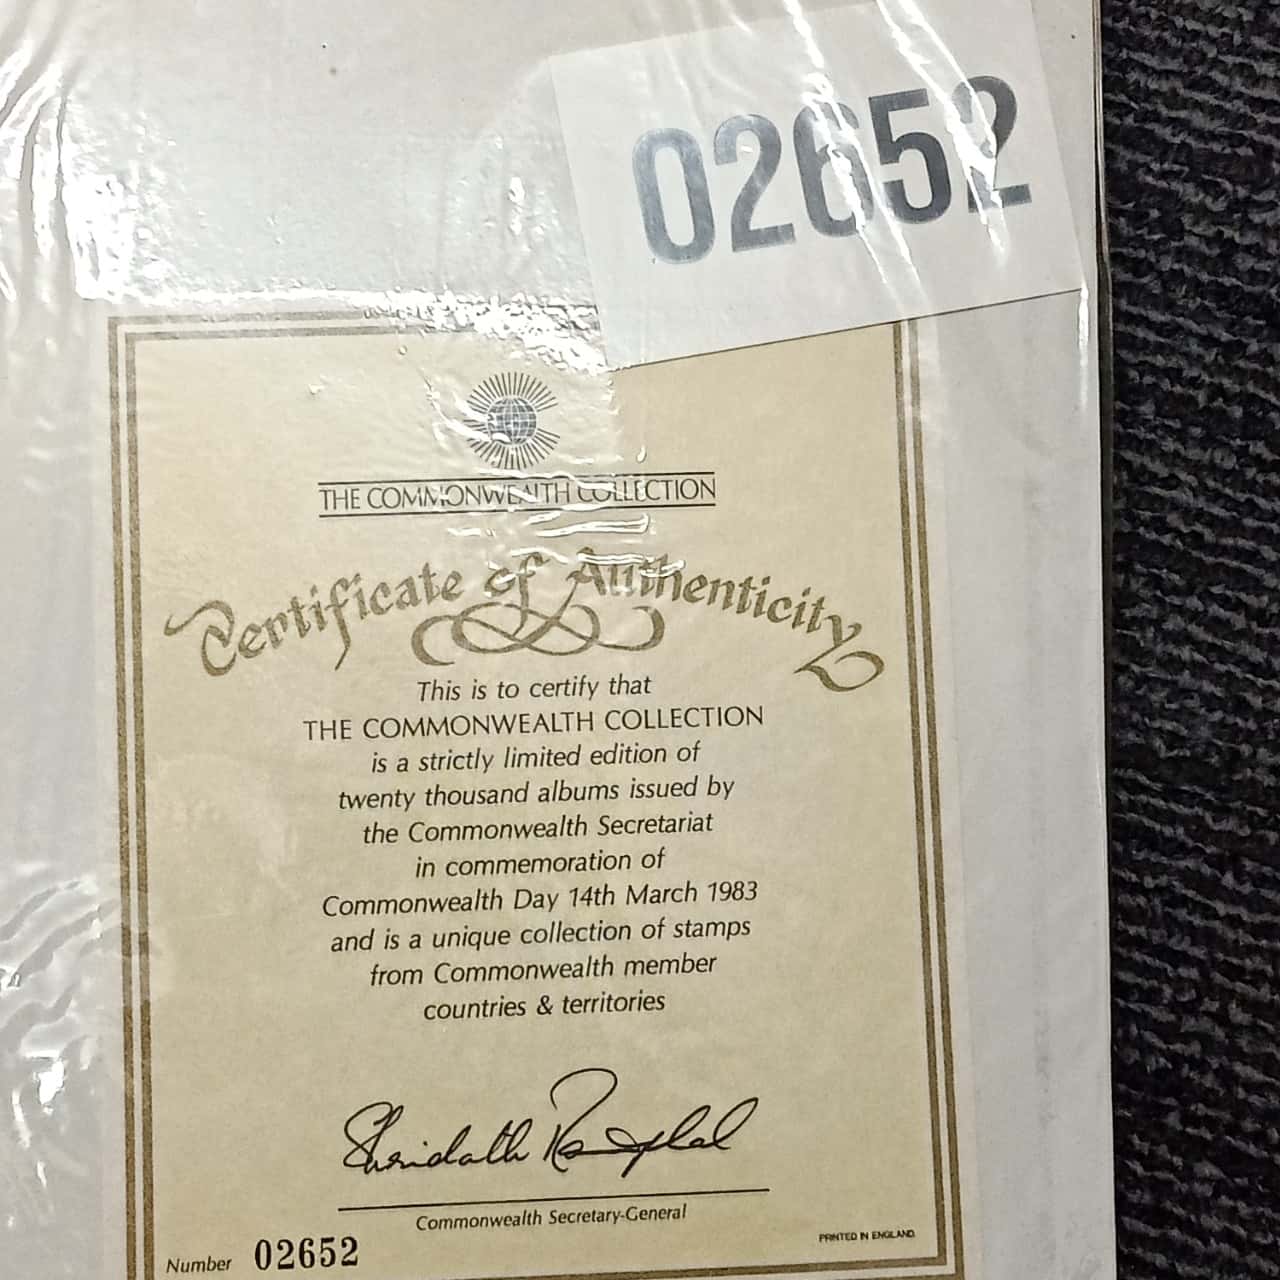 02652
THE COMMONWEALTH COLLECTION
Certificate of Authenticity
This is to certify that
THE COMMONWEALTH COLLECTION
is a strictly limited edition of
twenty thousand albums issued by
the Commonwealth Secretariat
in commemoration of
Commonwealth Day 14th March 1983
and is a unique collection of stamps
from Commonwealth member
countries & territories
Shridath Ramphal
Commonwealth Secretary-General
PRINTED IN ENGLAND.
Number 02652